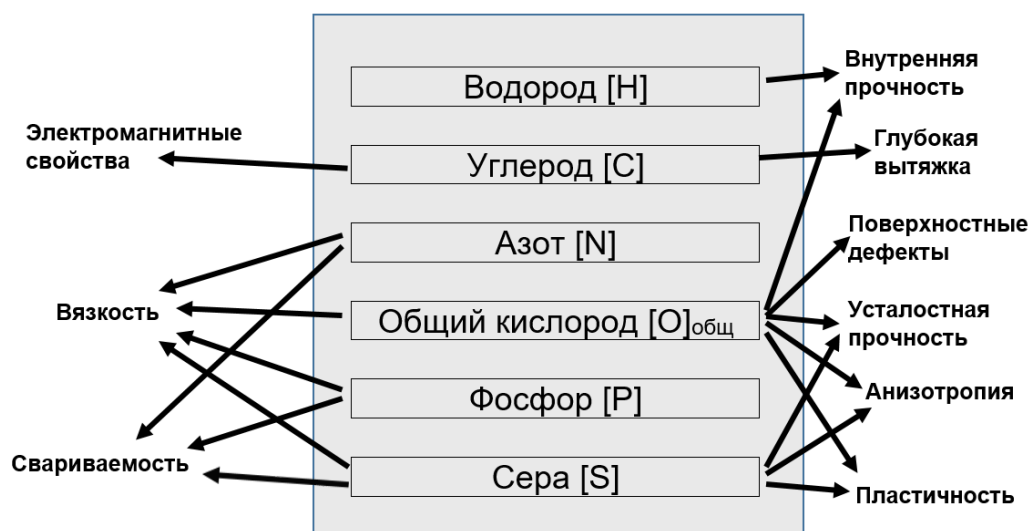 Электромагнитные
свойства
Вязкость
Свариваемость
Водород [H]
Углерод [C]
Азот [N]
Общий кислород [O]общ
Фосфор [P]
Сера [S]
Внутренняя
прочность
Глубокая
вытяжка
Поверхностные
дефекты
Усталостная
прочность
Анизотропия
Пластичность